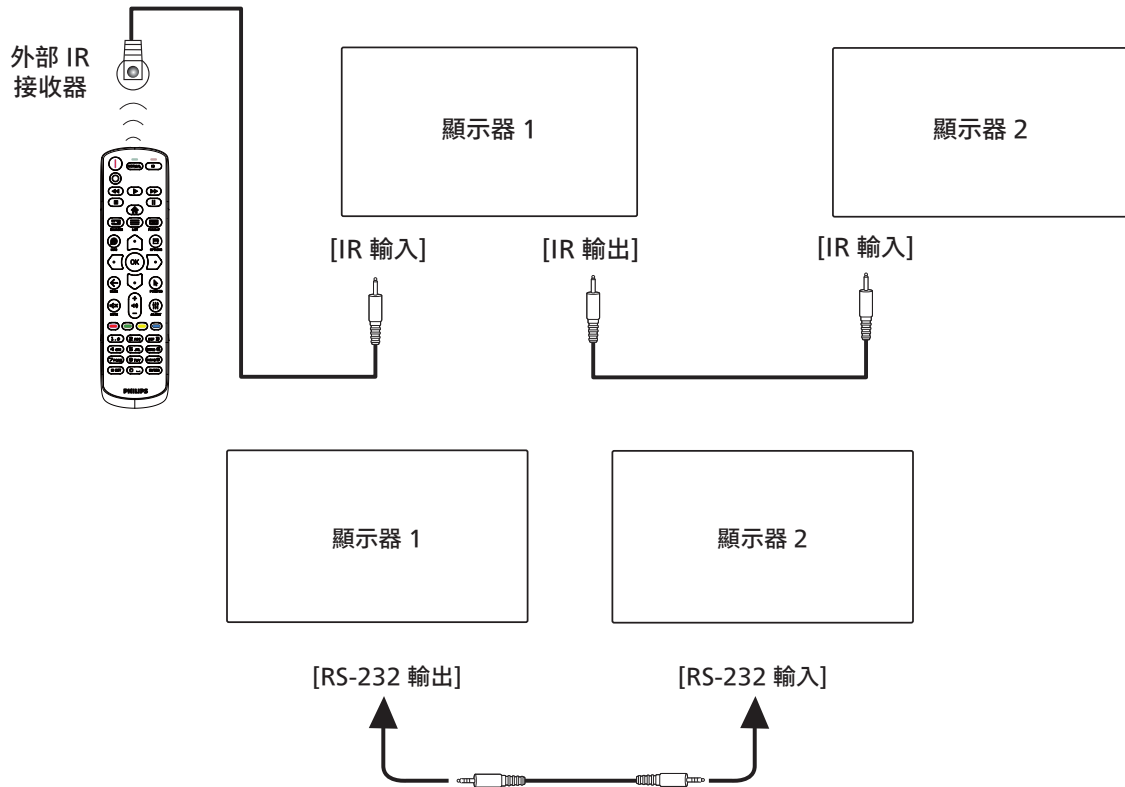 外部 IR
接收器
顯示器 1
顯示器 2
[IR 輸入]
[IR 輸出]
[IR 輸入]
OK
PHILIPS
顯示器 1
顯示器 2
[RS-232 輸出]
[RS-232 輸入]